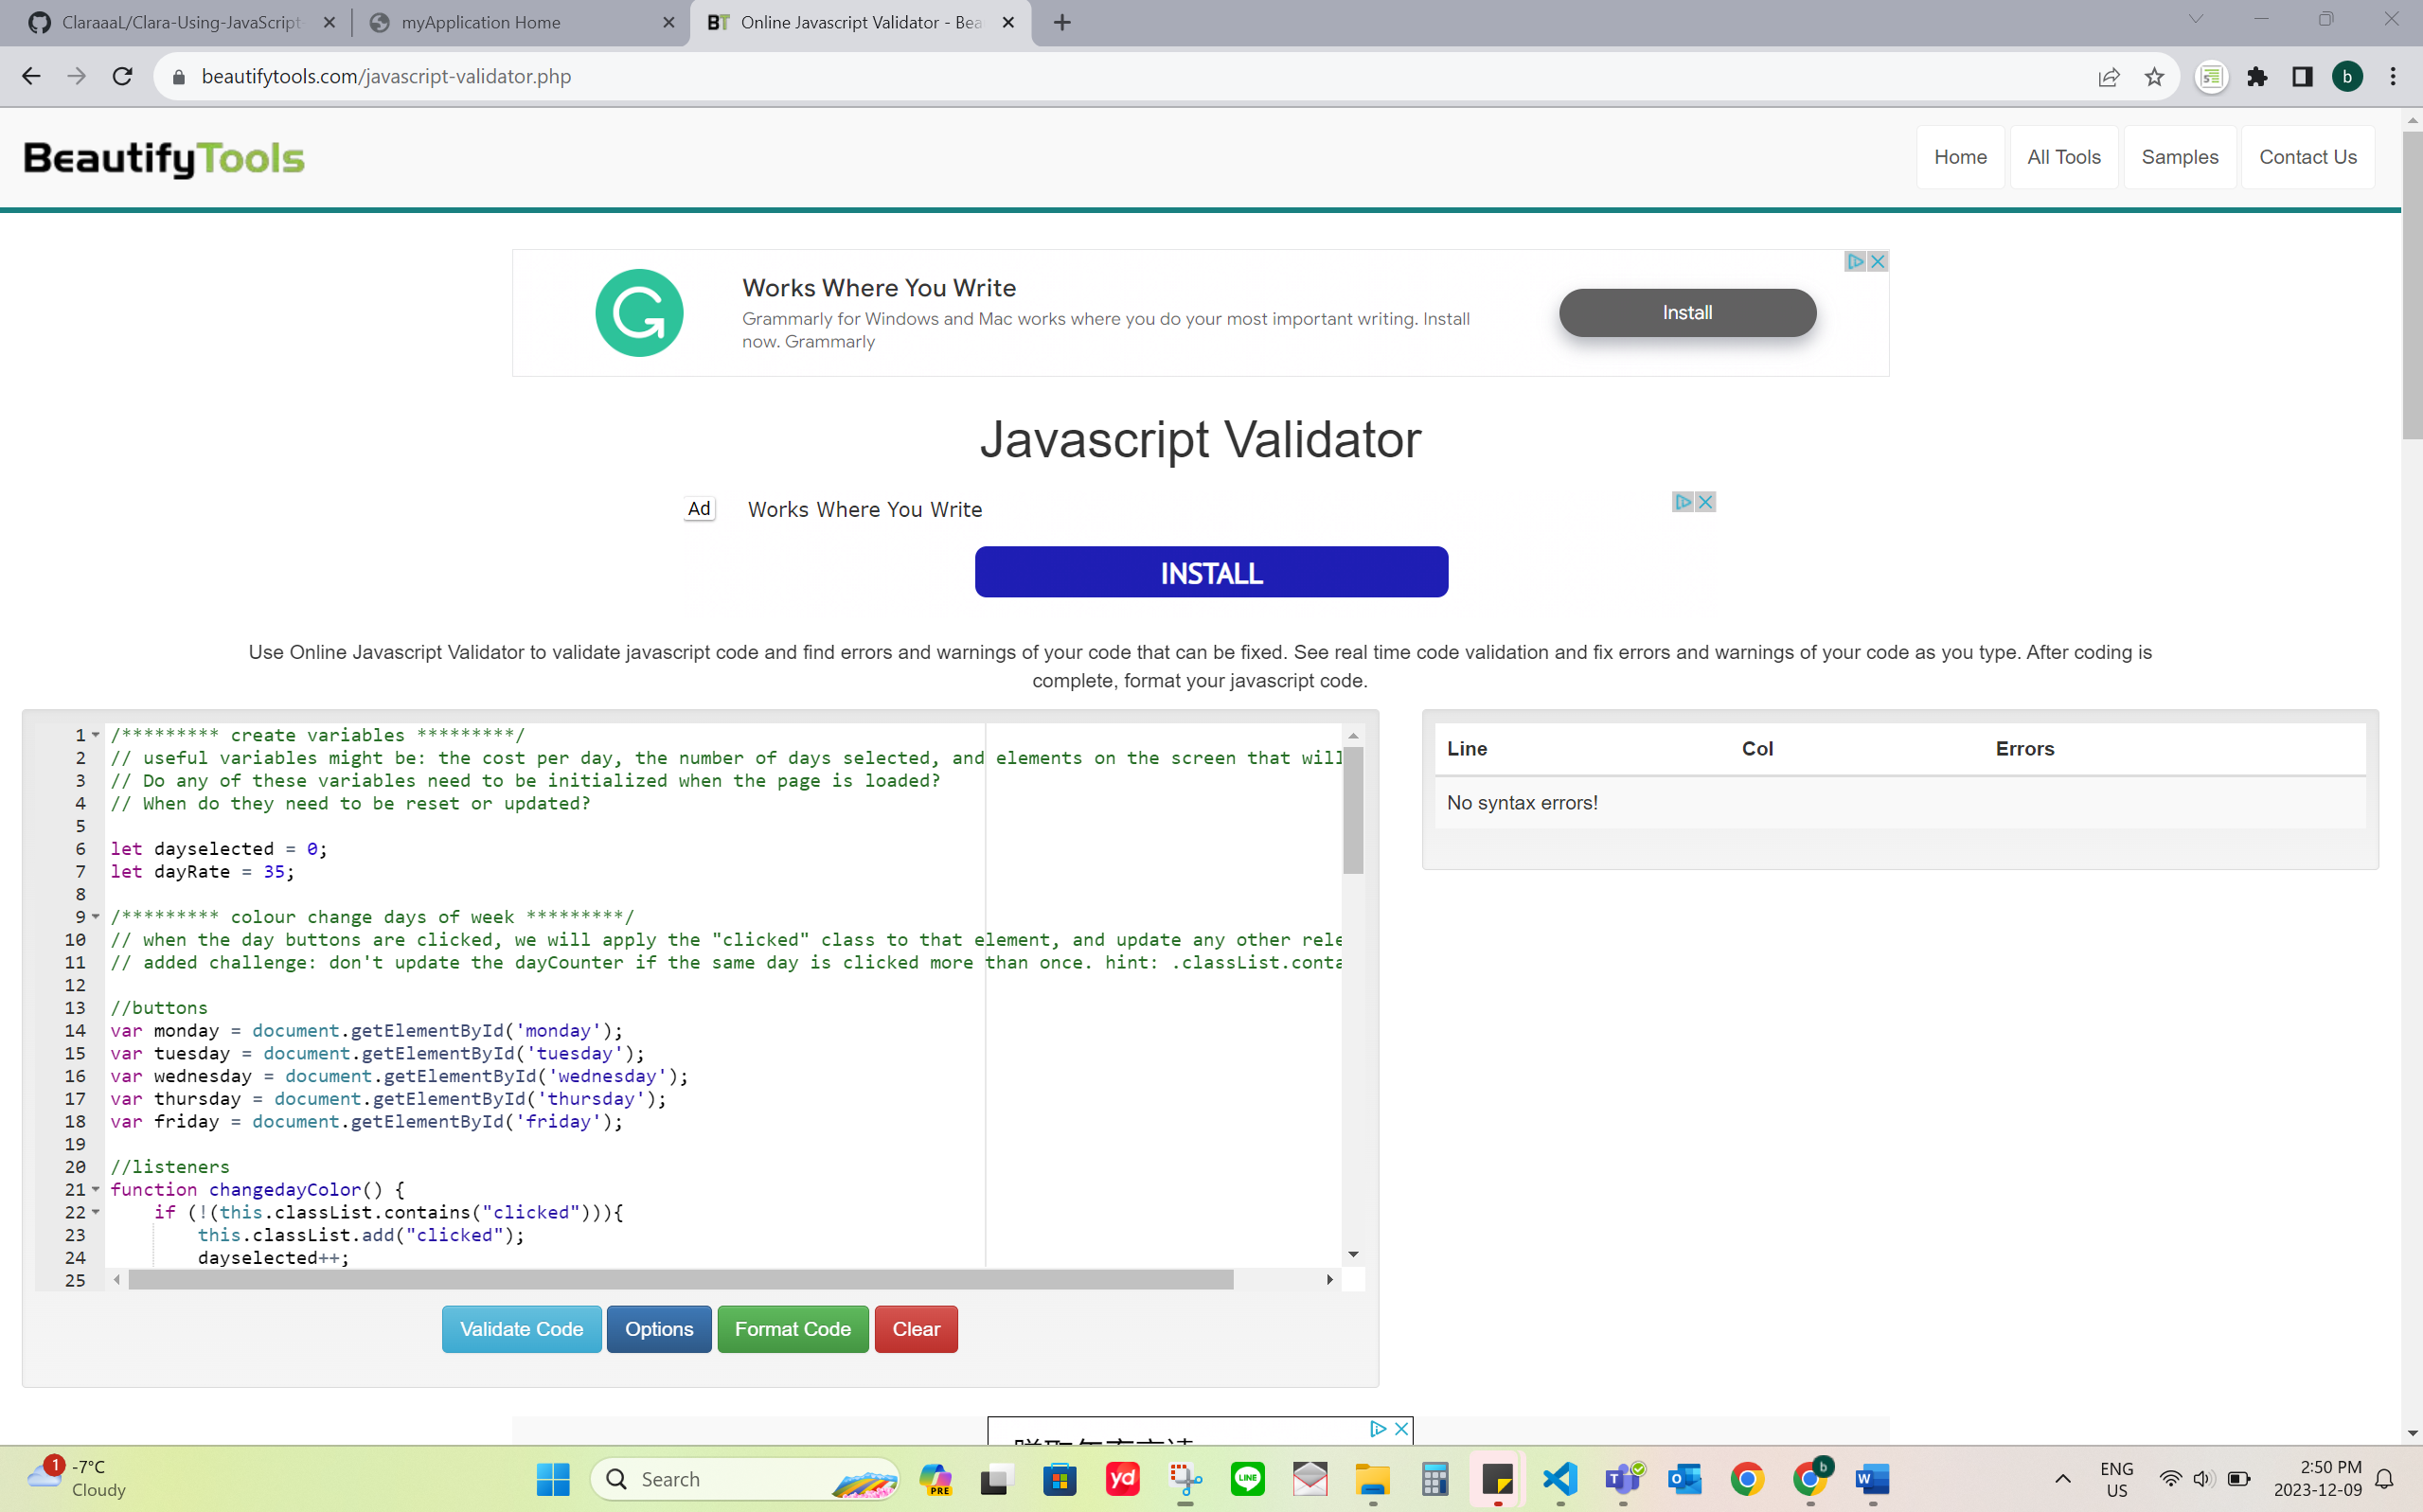 ClaraaaL/Clara-Using-JavaScript
myApplication Home
BT Online Javascript Validator - Bea
beautifytools.com/javascript-validator.php
b
BeautifyTools
Home
All Tools
Samples
Contact Us
Works Where You Write
Grammarly for Windows and Mac works where you do your most important writing. Install
now. Grammarly
Install
Javascript Validator
Ad
Works Where You Write
INSTALL
Use Online Javascript Validator to validate javascript code and find errors and warnings of your code that can be fixed. See real time code validation and fix errors and warnings of your code as you type. After coding is
complete, format your javascript code.
1 /********* create variables *********/
2 // useful variables might be: the cost per day, the number of days selected, and elements on the screen that will
3 // Do any of these variables need to be initialized when the page is loaded?
4 // When do they need to be reset or updated?
5
6 let dayselected = 0;
7 let dayRate = 35;
8
9 /********* colour change days of week *********/
10 // when the day buttons are clicked, we will apply the "clicked" class to that element, and update any other rele
11 // added challenge: don't update the dayCounter if the same day is clicked more than once. hint: .classList.conta
12
13 //buttons
14 var monday = document.getElementById('monday');
15 var tuesday = document.getElementById('tuesday');
16 var wednesday = document.getElementById('wednesday');
17 var thursday = document.getElementById('thursday');
18 var friday = document.getElementById('friday');
19
20 //listeners
21 function changedayColor() {
22 if (!(this.classList.contains("clicked"))){
23 this.classList.add("clicked");
24 dayselected++;
25
Line Col Errors
No syntax errors!
Validate Code
Options
Format Code
Clear
1
-7°C
Cloudy
Search
PRE
yd
LINE
T
O
b
W
ENG
US
2:50 PM
2023-12-09